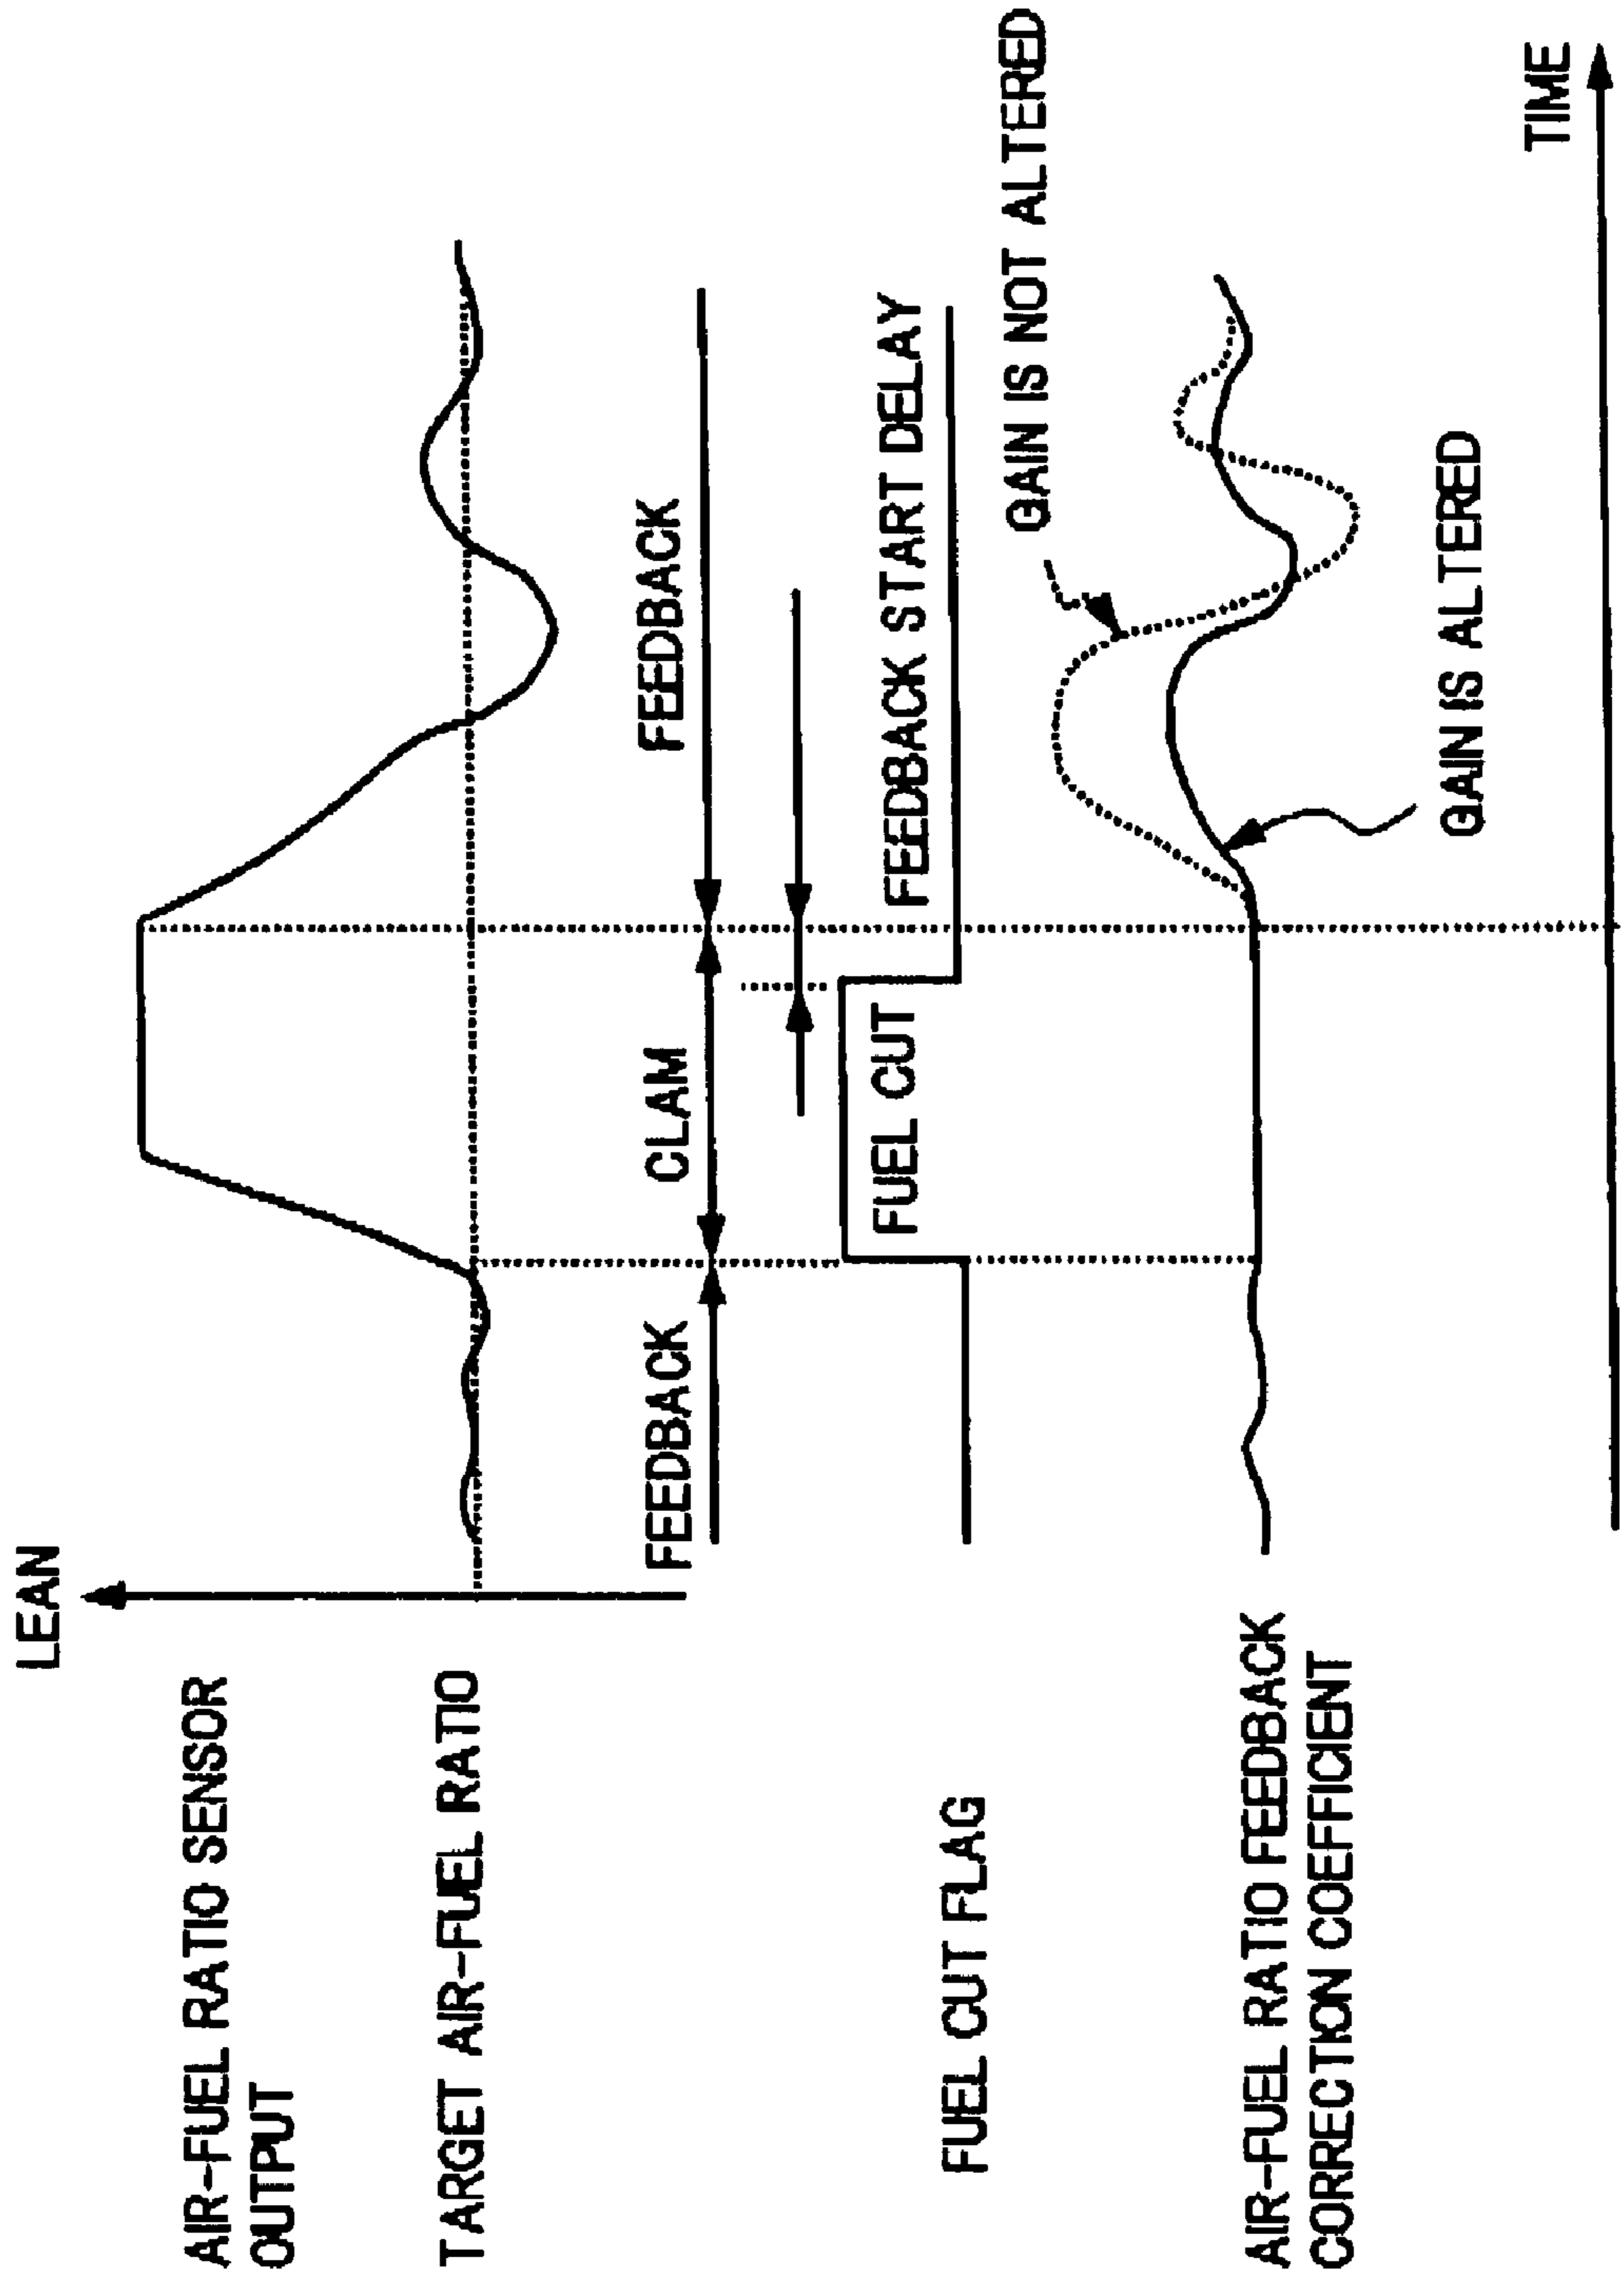 LEAN
AIR-FUEL RATIO SENSOR
OUTPUT
TARGET AIR-FUEL RATIO
FEEDBACK
CLAM
FEEDBACK
FUEL CUT
FEEDBACK START DELAY
FUEL CUT FLAG
GAIN IS NOT ALTERED
AIR-FUEL RATIO FEEDBACK
CORRECTION COEFFICIENT
GAIN IS ALTERED
TIME